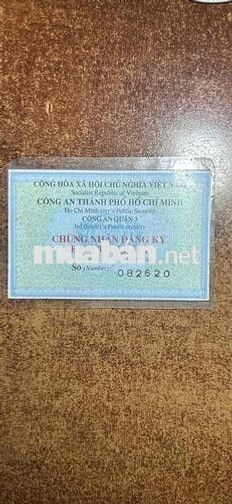 CỘNG HÒA XÃ HỘI CHỦ NGHĨA VIỆT NAM
Socialist Republic of Vietnam
CÔNG AN THÀNH PHỐ HỒ CHÍ MINH
Ho Chi Minh city's Public Security
CÔNG AN QUẬN 3
3rd district's Public security
CHỨNG NHẬN ĐĂNG KÝ
muaban.net
Số (Number): 082620